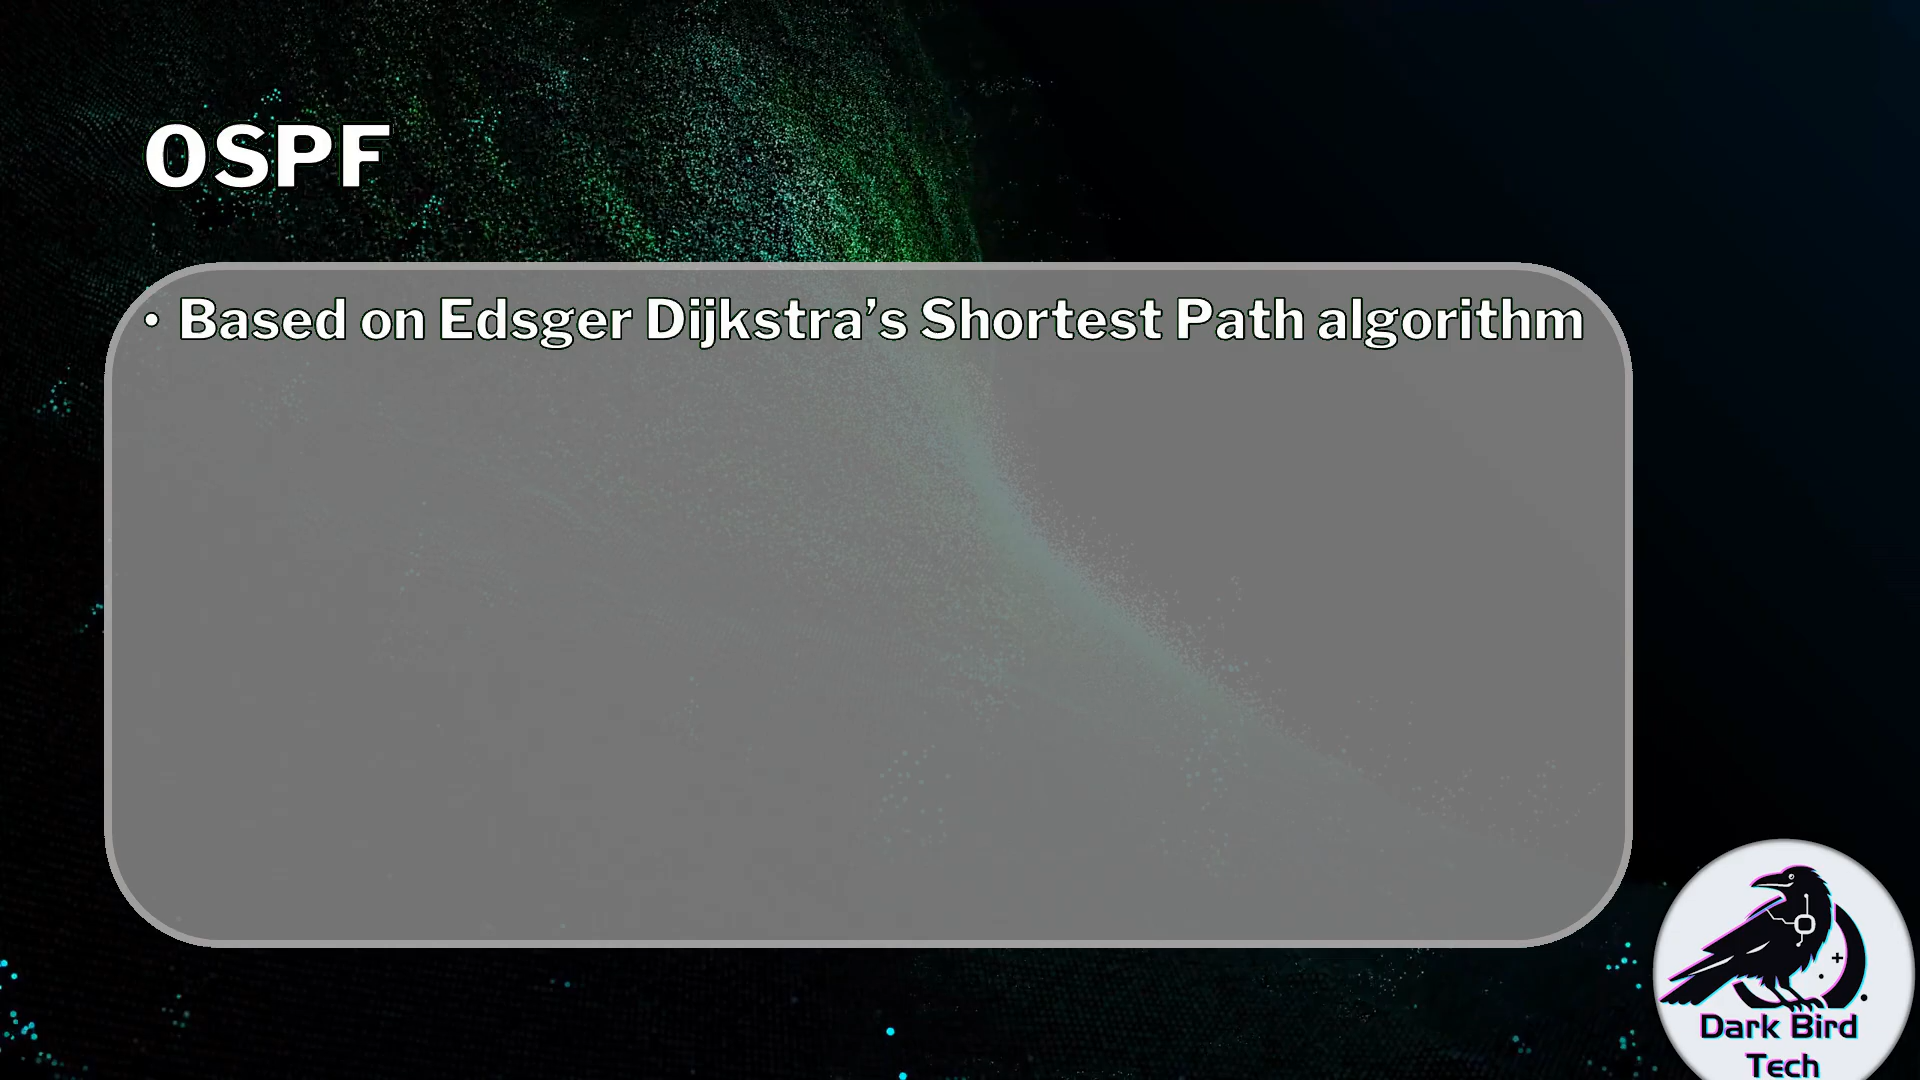 OSPF
• Based on Edsger Dijkstra’s Shortest Path algorithm
Dark Bird
Tech